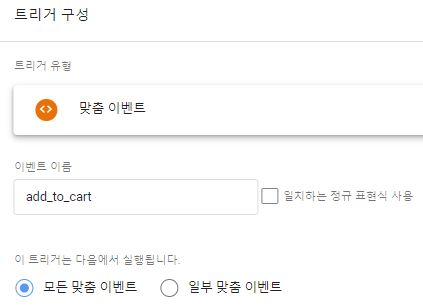 트리거 구성
트리거 유형
맞춤 이벤트
이벤트 이름
add_to_cart
일치하는 정규 표현식 사용
이 트리거는 다음에서 실행됩니다.
모든 맞춤 이벤트 일부 맞춤 이벤트